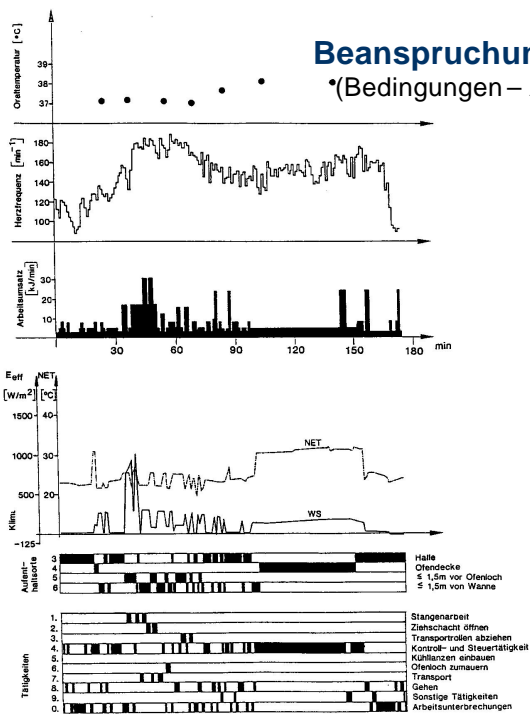 Beanspruchun
•(Bedingungen –
Oraltemperatur [°C]
39
38
37
Herzfrequenz [min⁻¹]
180
160
140
120
100
Arbeitsumsatz [kJ/min]
30
20
10
30 60 90 120 150 180 min
E eff NET
[W/m²] [°C]
1500 40
1000 30
500 20
-125
Klima
NET
WS
Aufent-
haltsorte
3 Halle
4 Ofendecke
5 ≤ 1,5m vor Ofenloch
6 ≤ 1,5m von Wanne
Tätigkeiten
1. Stangenarbeit
2. Ziehschacht öffnen
3. Transportrollen abziehen
4. Kontroll- und Steuertätigkeit
5. Kühllanzen einbauen
6. Ofenloch zumauern
7. Transport
8. Gehen
9. Sonstige Tätigkeiten
0. Arbeitsunterbrechungen